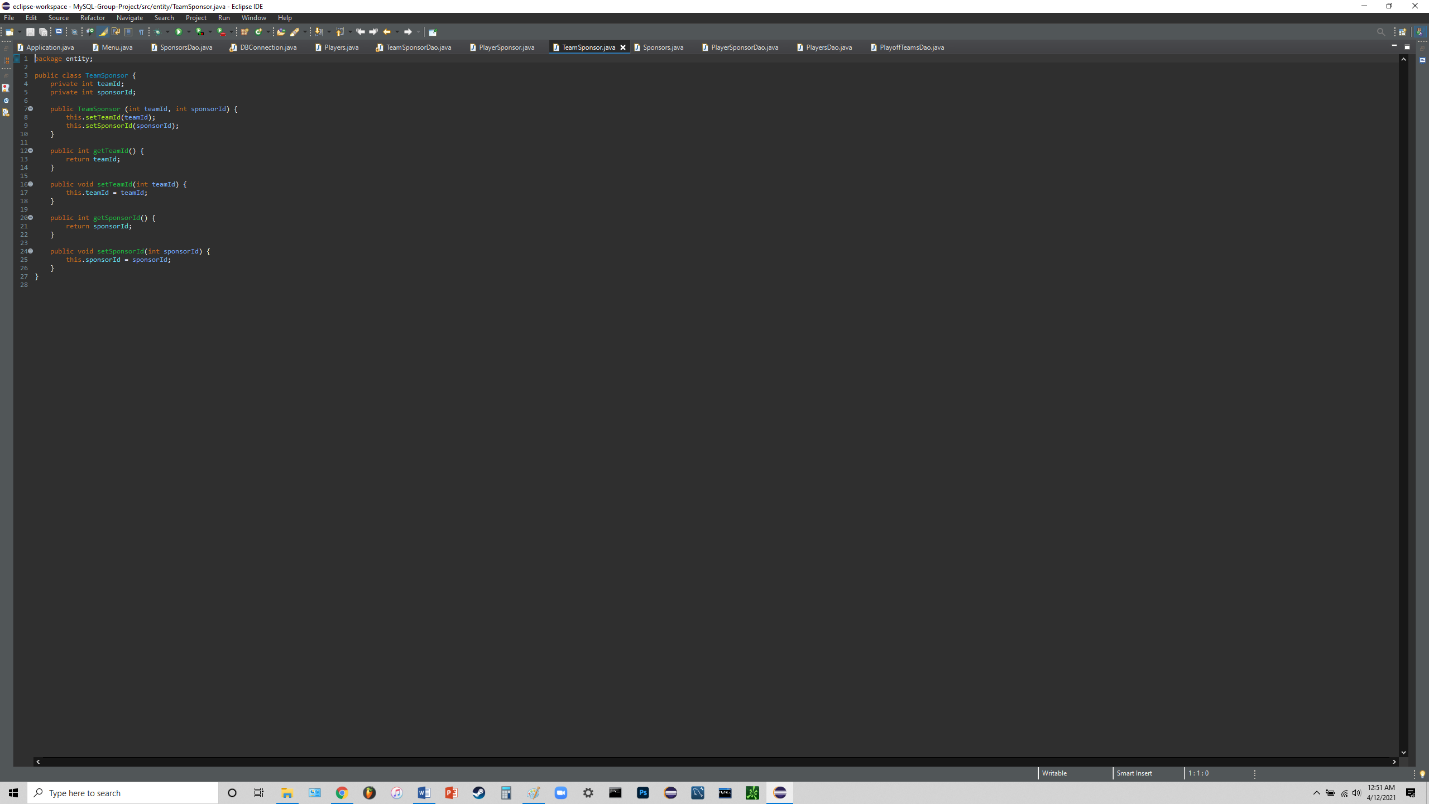 eclipse-workspace - MySQL-Group-Project/src/entity/TeamSponsor.java - Eclipse IDE
File Edit Source Refactor Navigate Search Project Run Window Help
Application.java Menu.java SponsorsDao.java DBConnection.java Players.java TeamSponsorDao.java PlayerSponsor.java TeamSponsor.java Sponsors.java PlayerSponsorDao.java PlayersDao.java PlayoffTeamsDao.java
1 package entity;
2
3 public class TeamSponsor {
4 private int teamId;
5 private int sponsorId;
6
7 public TeamSponsor (int teamId, int sponsorId) {
8 this.setTeamId(teamId);
9 this.setSponsorId(sponsorId);
10 }
11
12 public int getTeamId() {
13 return teamId;
14 }
15
16 public void setTeamId(int teamId) {
17 this.teamId = teamId;
18 }
19
20 public int getSponsorId() {
21 return sponsorId;
22 }
23
24 public void setSponsorId(int sponsorId) {
25 this.sponsorId = sponsorId;
26 }
27 }
28
Writable Smart Insert 1 : 1 : 0
Type here to search
12:51 AM
4/12/2021